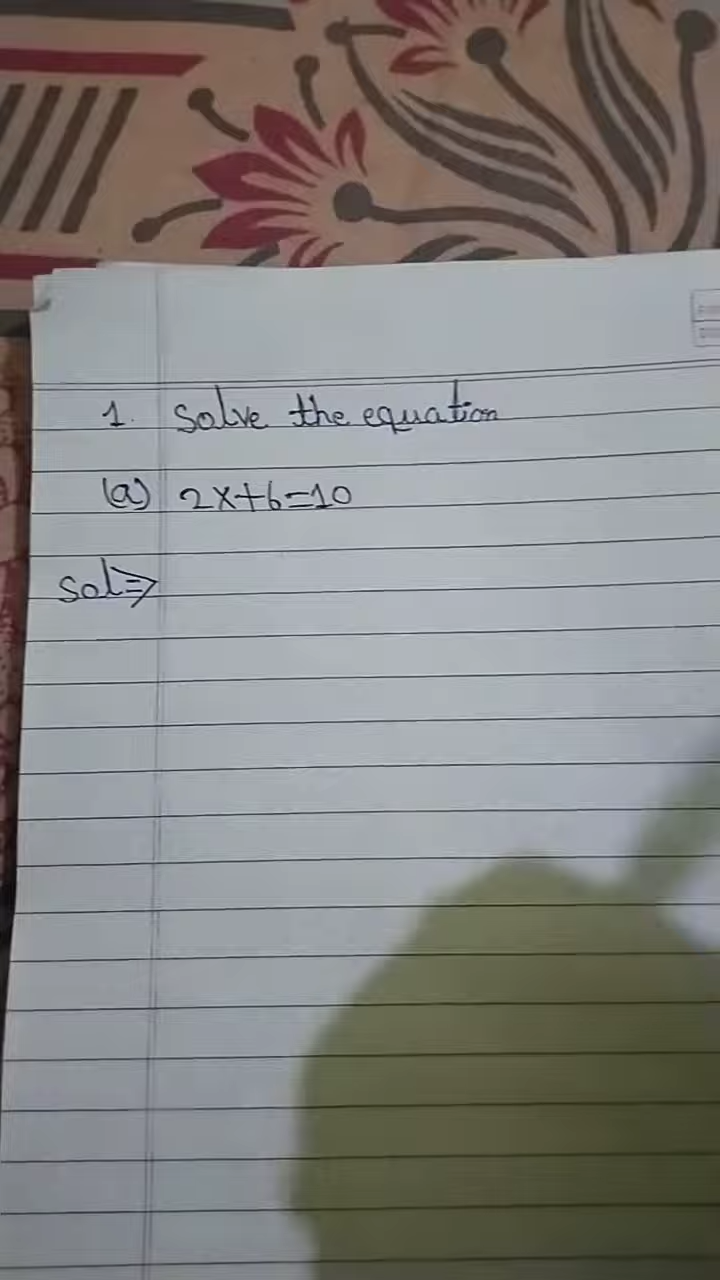 1. Solve the equation
(a) 2x+6=10
Sol⇒